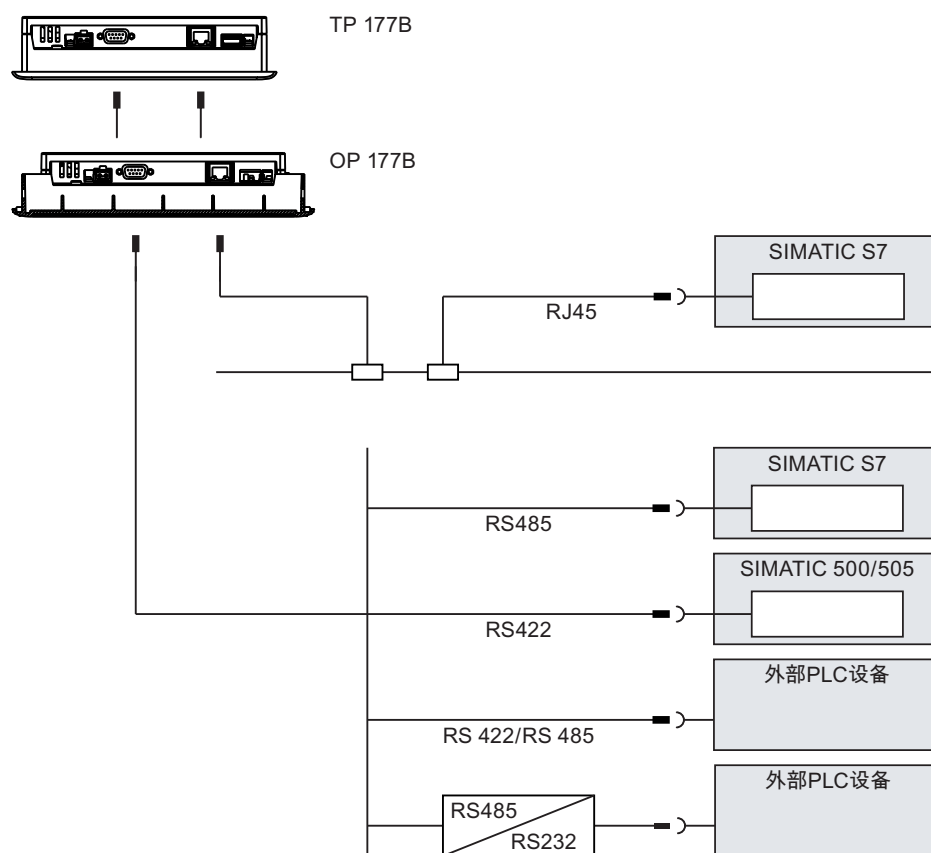 TP 177B
OP 177B
SIMATIC S7
RJ45
SIMATIC S7
RS485
SIMATIC 500/505
RS422
外部PLC设备
RS 422/RS 485
外部PLC设备
RS485
RS232